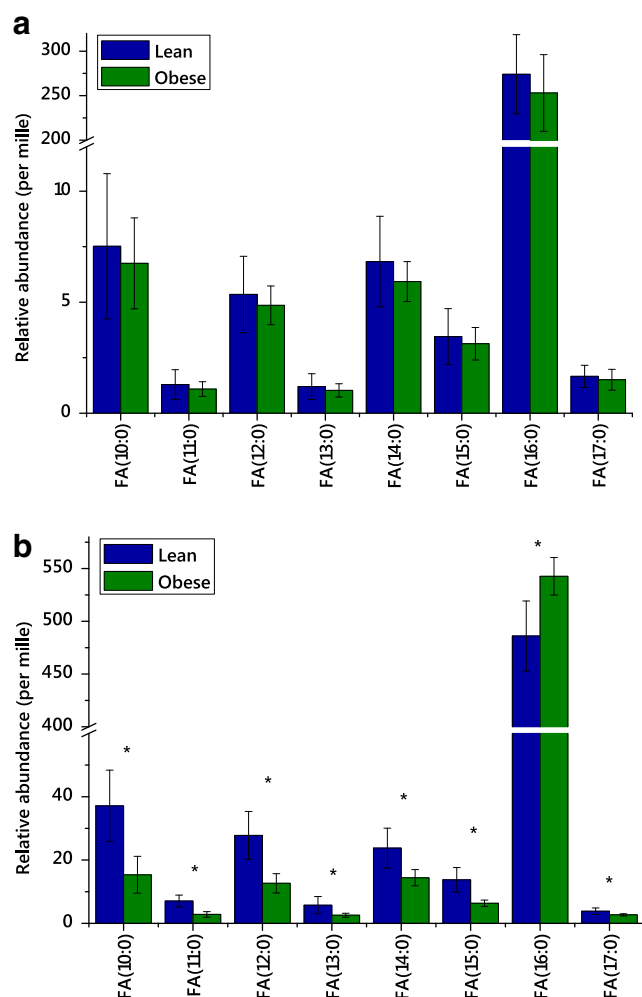 a
Lean
Obese
Relative abundance (per mille)
300
250
200
10
5
0
FA(10:0)
FA(11:0)
FA(12:0)
FA(13:0)
FA(14:0)
FA(15:0)
FA(16:0)
FA(17:0)
b
Lean
Obese
Relative abundance (per mille)
550
500
450
400
40
20
0
*
*
*
*
*
*
*
*
FA(10:0)
FA(11:0)
FA(12:0)
FA(13:0)
FA(14:0)
FA(15:0)
FA(16:0)
FA(17:0)